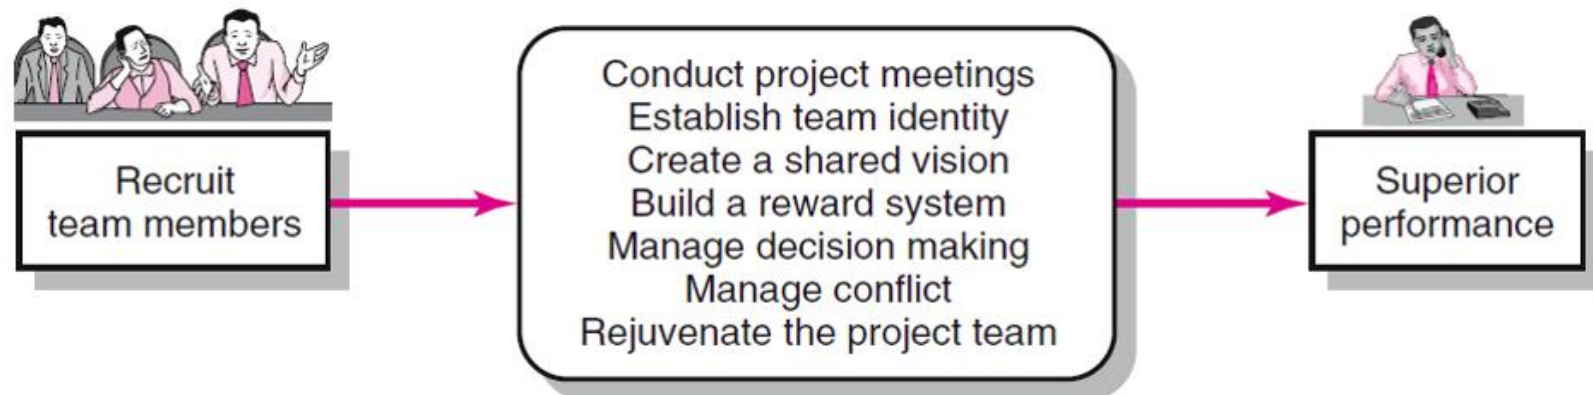 Recruit
team members
Conduct project meetings
Establish team identity
Create a shared vision
Build a reward system
Manage decision making
Manage conflict
Rejuvenate the project team
Superior
performance